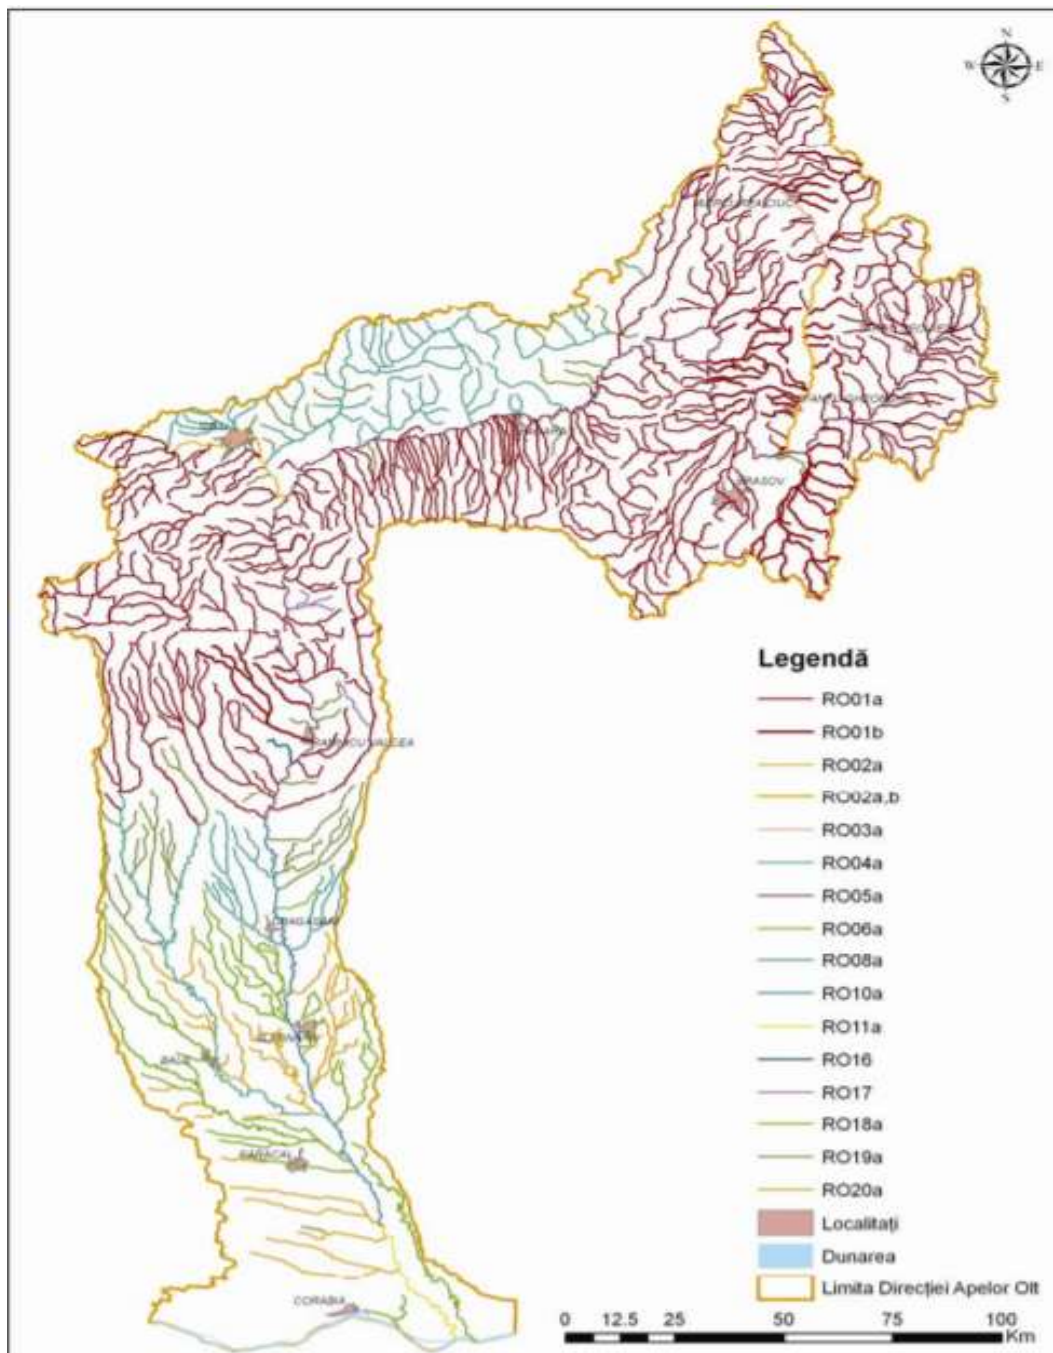 N
W E
S
BRASOV
Legendă
RO01a
RO01b
RO02a
RO02a,b
RO03a
RO04a
RO05a
RO06a
RO08a
RO10a
RO11a
RO16
RO17
RO18a
RO19a
RO20a
Localitați
Dunarea
Limita Direcției Apelor Olt
CARACAL
CORABIA
0 12.5 25 50 75 100
Km